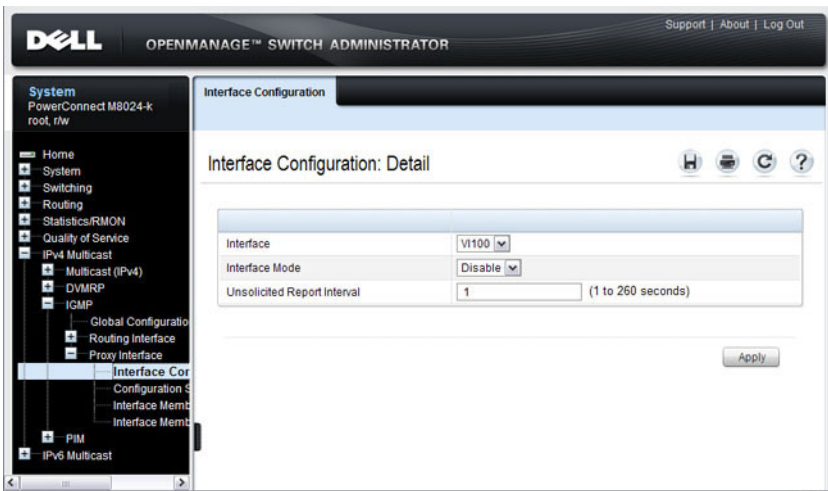 Support | About | Log Out
DELL OPENMANAGE™ SWITCH ADMINISTRATOR
System
PowerConnect M8024-k
root, r/w
Home
System
Switching
Routing
Statistics/RMON
Quality of Service
IPv4 Multicast
Multicast (IPv4)
DVMRP
IGMP
Global Configuratio
Routing Interface
Proxy Interface
Interface Cor
Configuration S
Interface Memb
Interface Memb
PIM
IPv6 Multicast
Interface Configuration
Interface Configuration: Detail
Interface Vl100
Interface Mode Disable
Unsolicited Report Interval 1 (1 to 260 seconds)
Apply